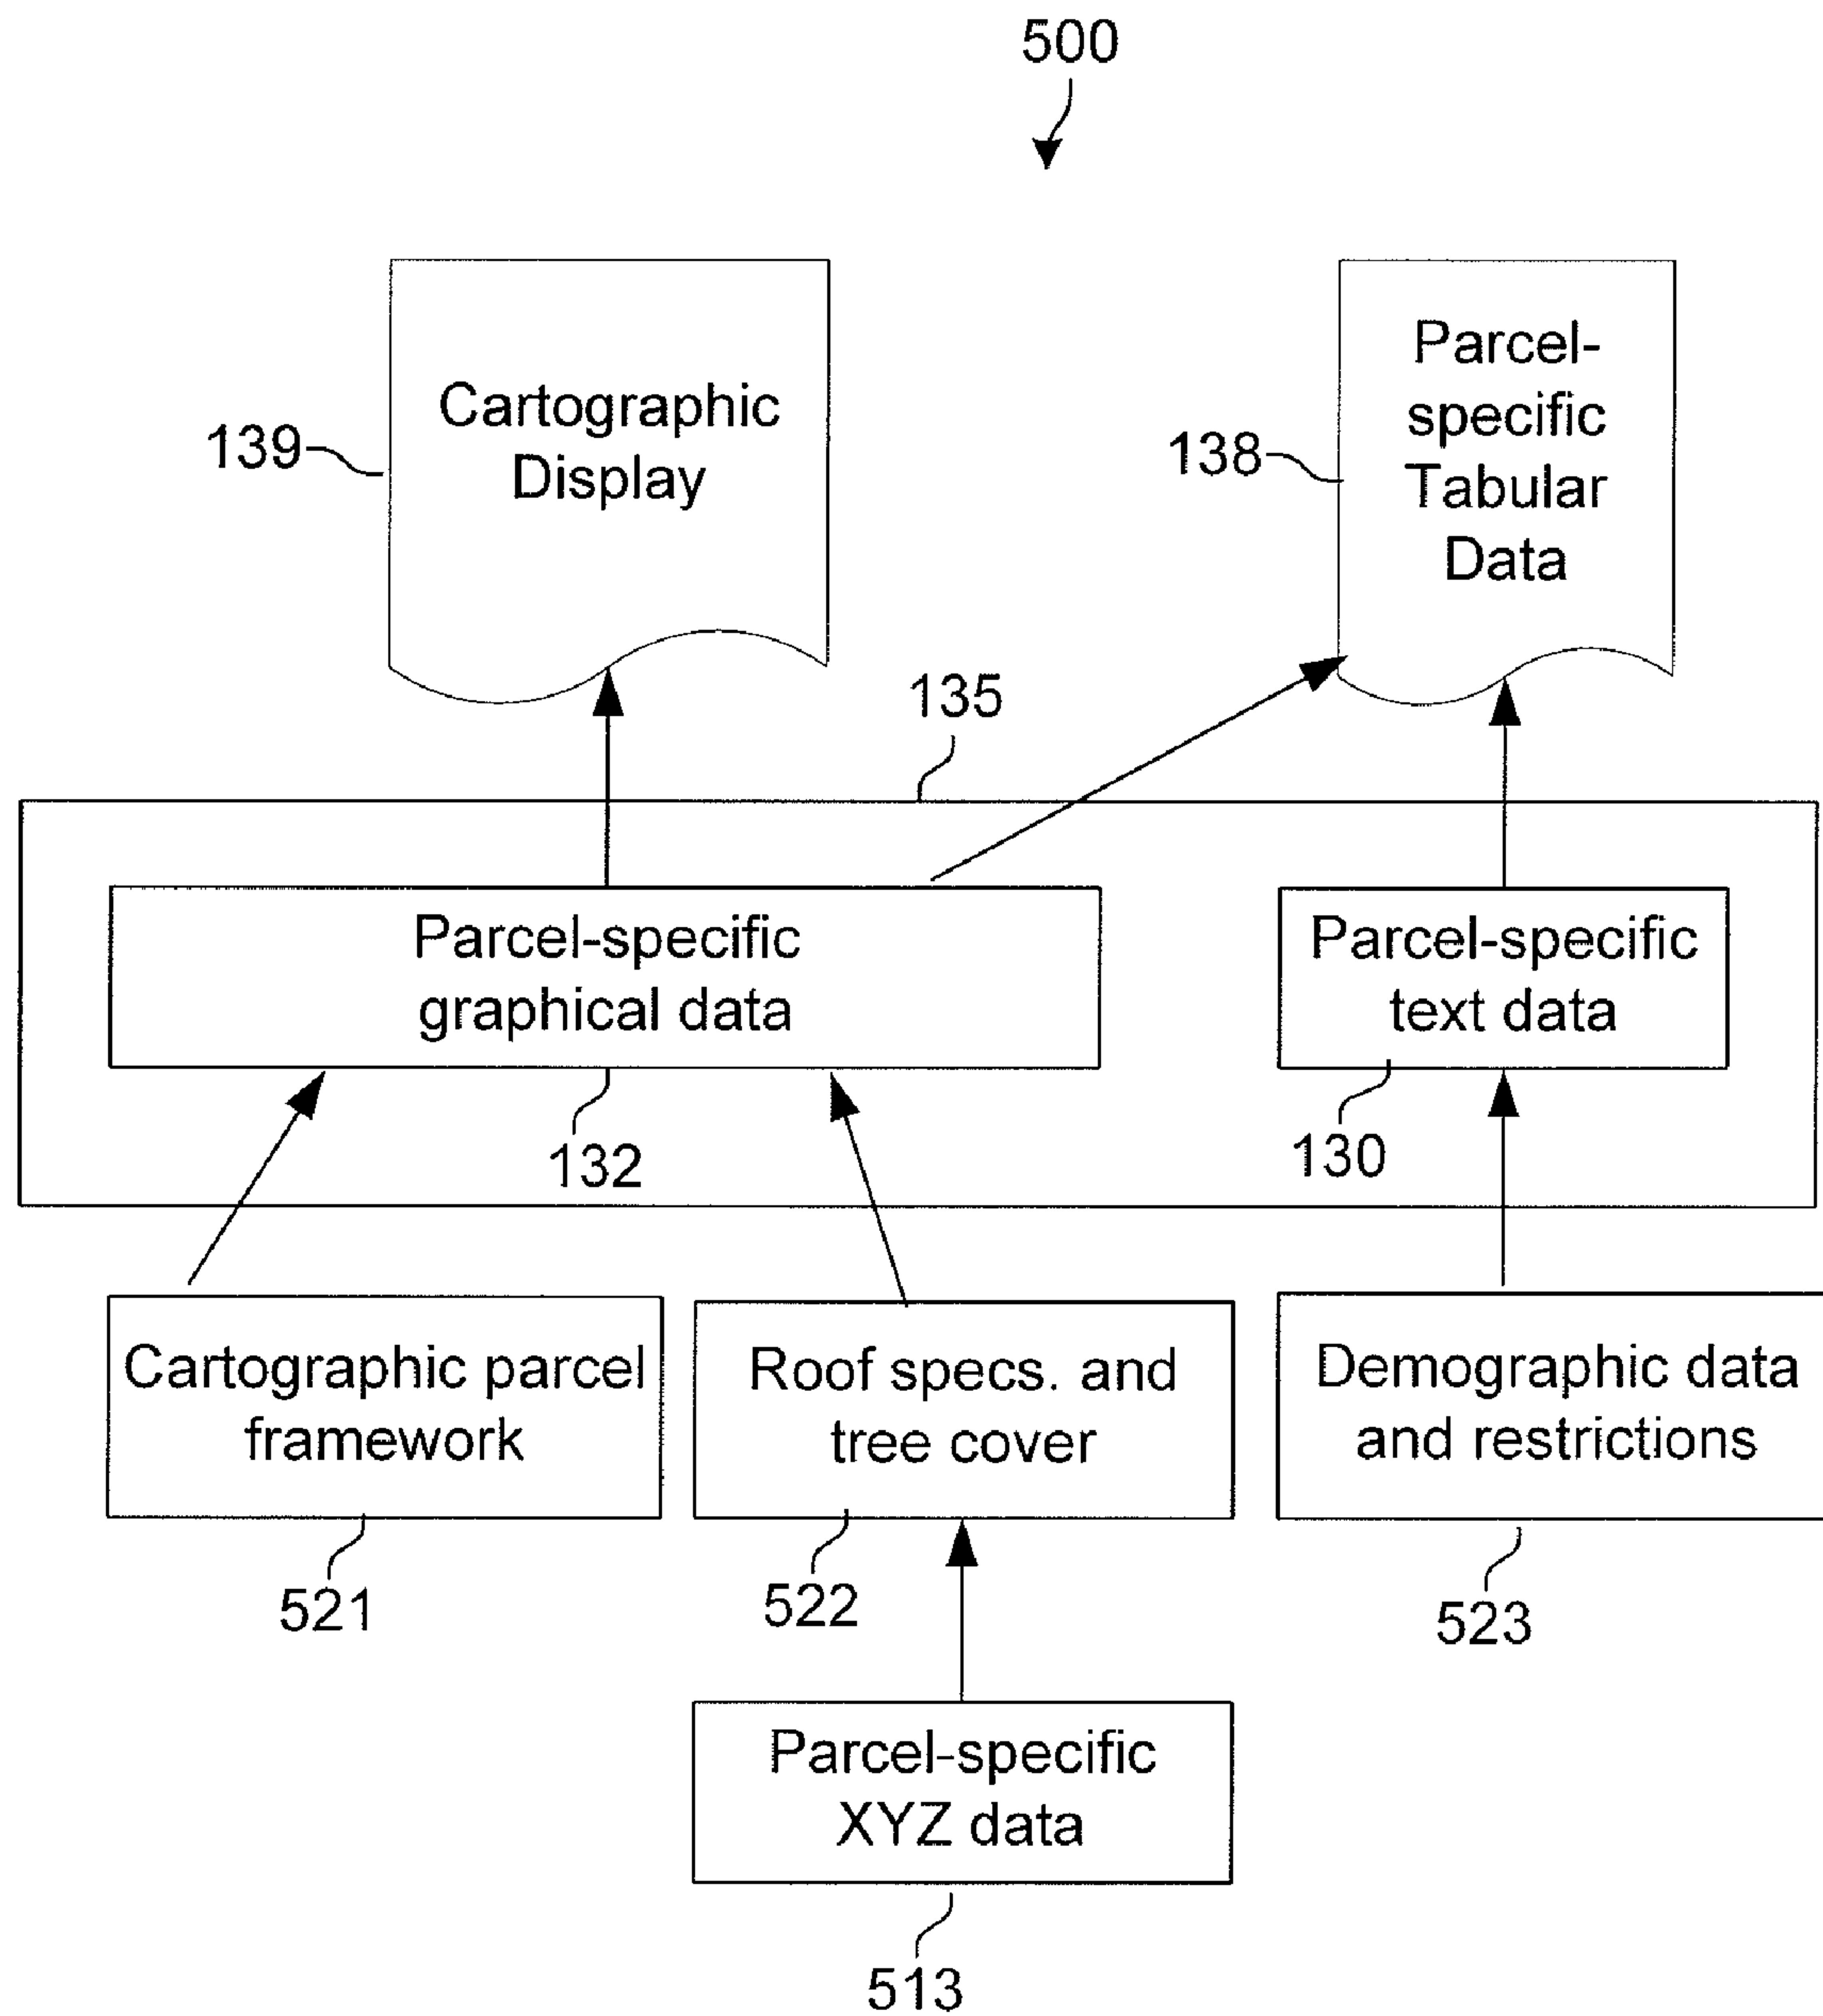 500
Cartographic
Display
139
Parcel-
specific
Tabular
Data
138
135
Parcel-specific
graphical data
132
Parcel-specific
text data
130
Cartographic parcel
framework
521
Roof specs. and
tree cover
522
Demographic data
and restrictions
523
Parcel-specific
XYZ data
513